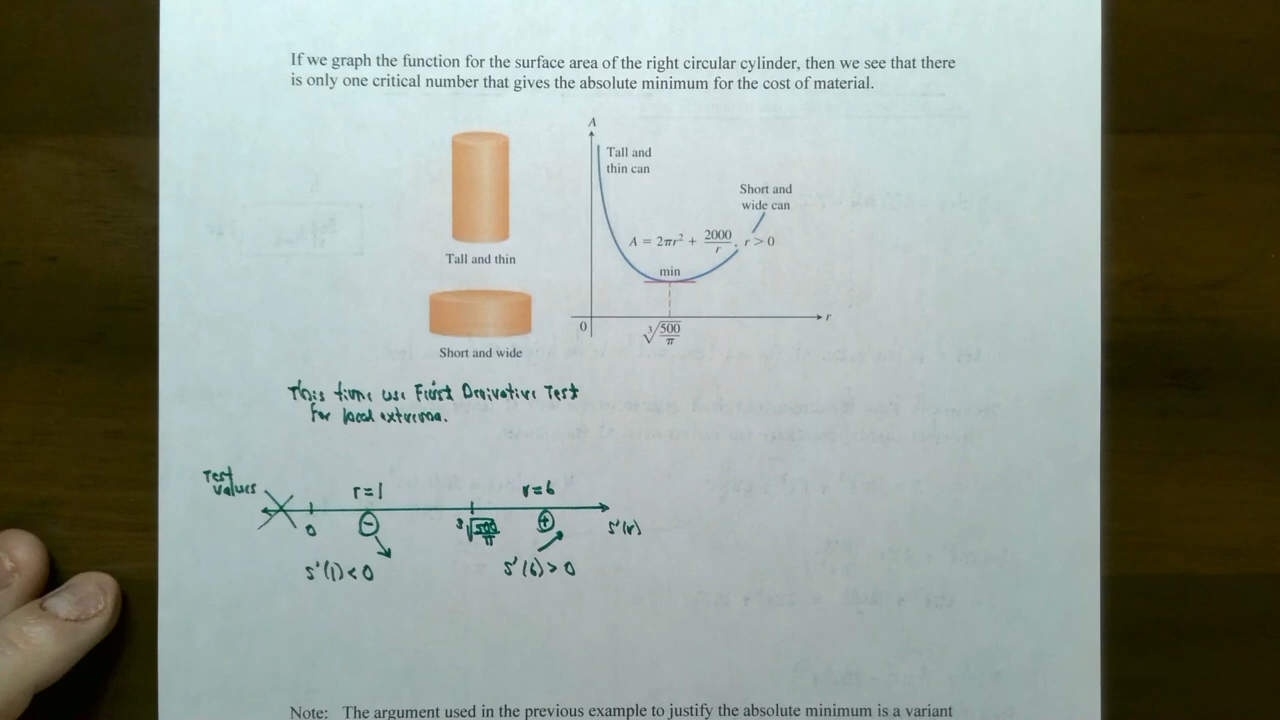 If we graph the function for the surface area of the right circular cylinder, then we see that there
is only one critical number that gives the absolute minimum for the cost of material.
Tall and thin
Short and wide
A
Tall and
thin can
Short and
wide can
A = 2πr² + 2000/r, r > 0
min
0
∛(500/π)
r
This time use First Derivative Test
for local extrema.
Test
values
r=1
r=6
0
∛(500/π)
S'(r)
−
+
S'(1) < 0
S'(6) > 0
Note: The argument used in the previous example to justify the absolute minimum is a variant